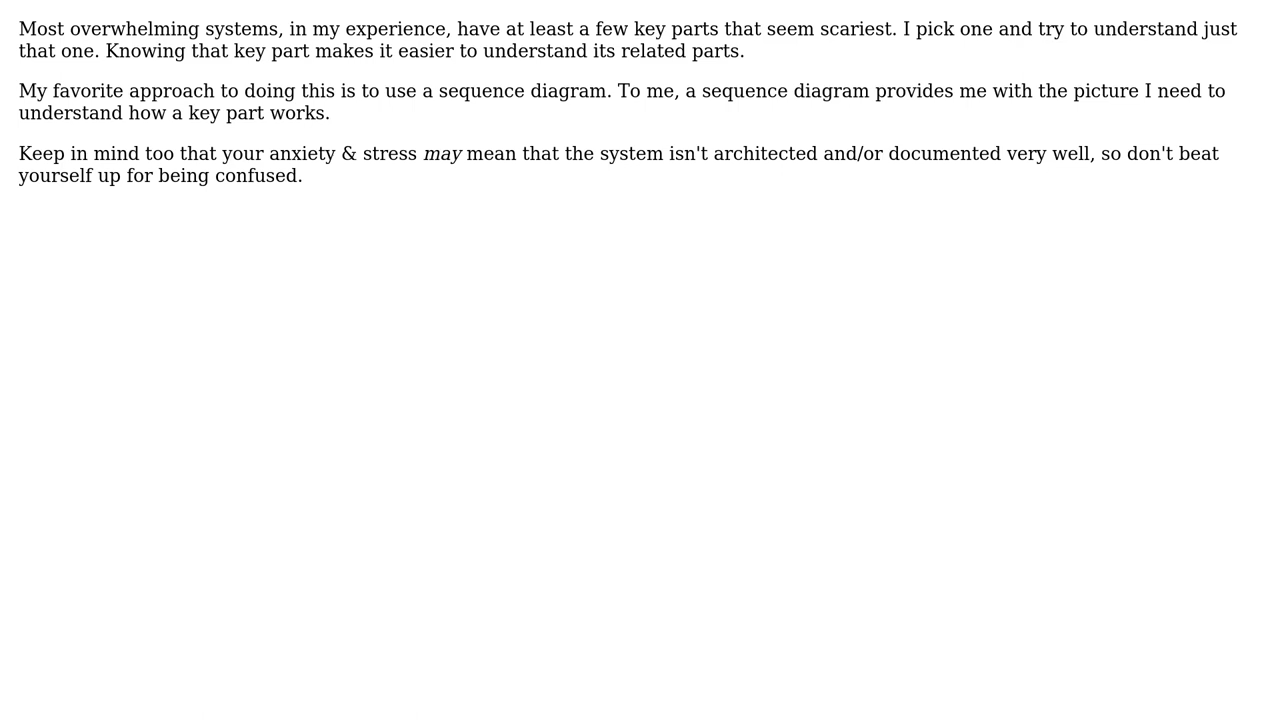 Most overwhelming systems, in my experience, have at least a few key parts that seem scariest. I pick one and try to understand just
that one. Knowing that key part makes it easier to understand its related parts.
My favorite approach to doing this is to use a sequence diagram. To me, a sequence diagram provides me with the picture I need to
understand how a key part works.
Keep in mind too that your anxiety & stress may mean that the system isn't architected and/or documented very well, so don't beat
yourself up for being confused.